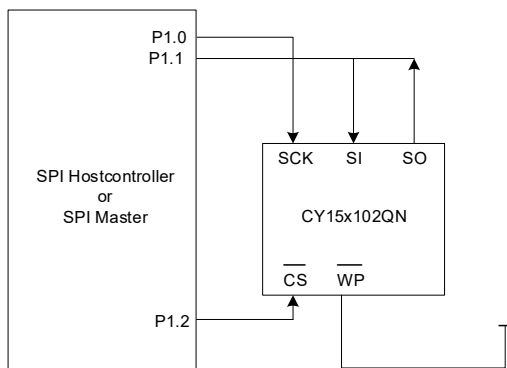 P1.0
P1.1
SCK SI SO
SPI Hostcontroller
or
SPI Master
CY15x102QN
CS WP
P1.2